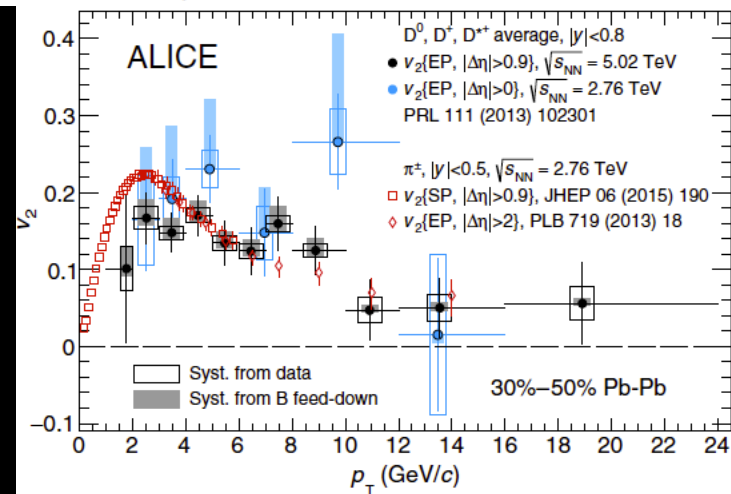 ALICE
D⁰, D⁺, D*⁺ average, |y|<0.8
v₂{EP, |Δη|>0.9}, √sNN = 5.02 TeV
v₂{EP, |Δη|>0}, √sNN = 2.76 TeV
PRL 111 (2013) 102301
π±, |y|<0.5, √sNN = 2.76 TeV
v₂{SP, |Δη|>0.9}, JHEP 06 (2015) 190
v₂{EP, |Δη|>2}, PLB 719 (2013) 18
Syst. from data
Syst. from B feed-down
30%–50% Pb-Pb
v₂
0.4
0.3
0.2
0.1
0
−0.1
0 2 4 6 8 10 12 14 16 18 20 22 24
pT (GeV/c)